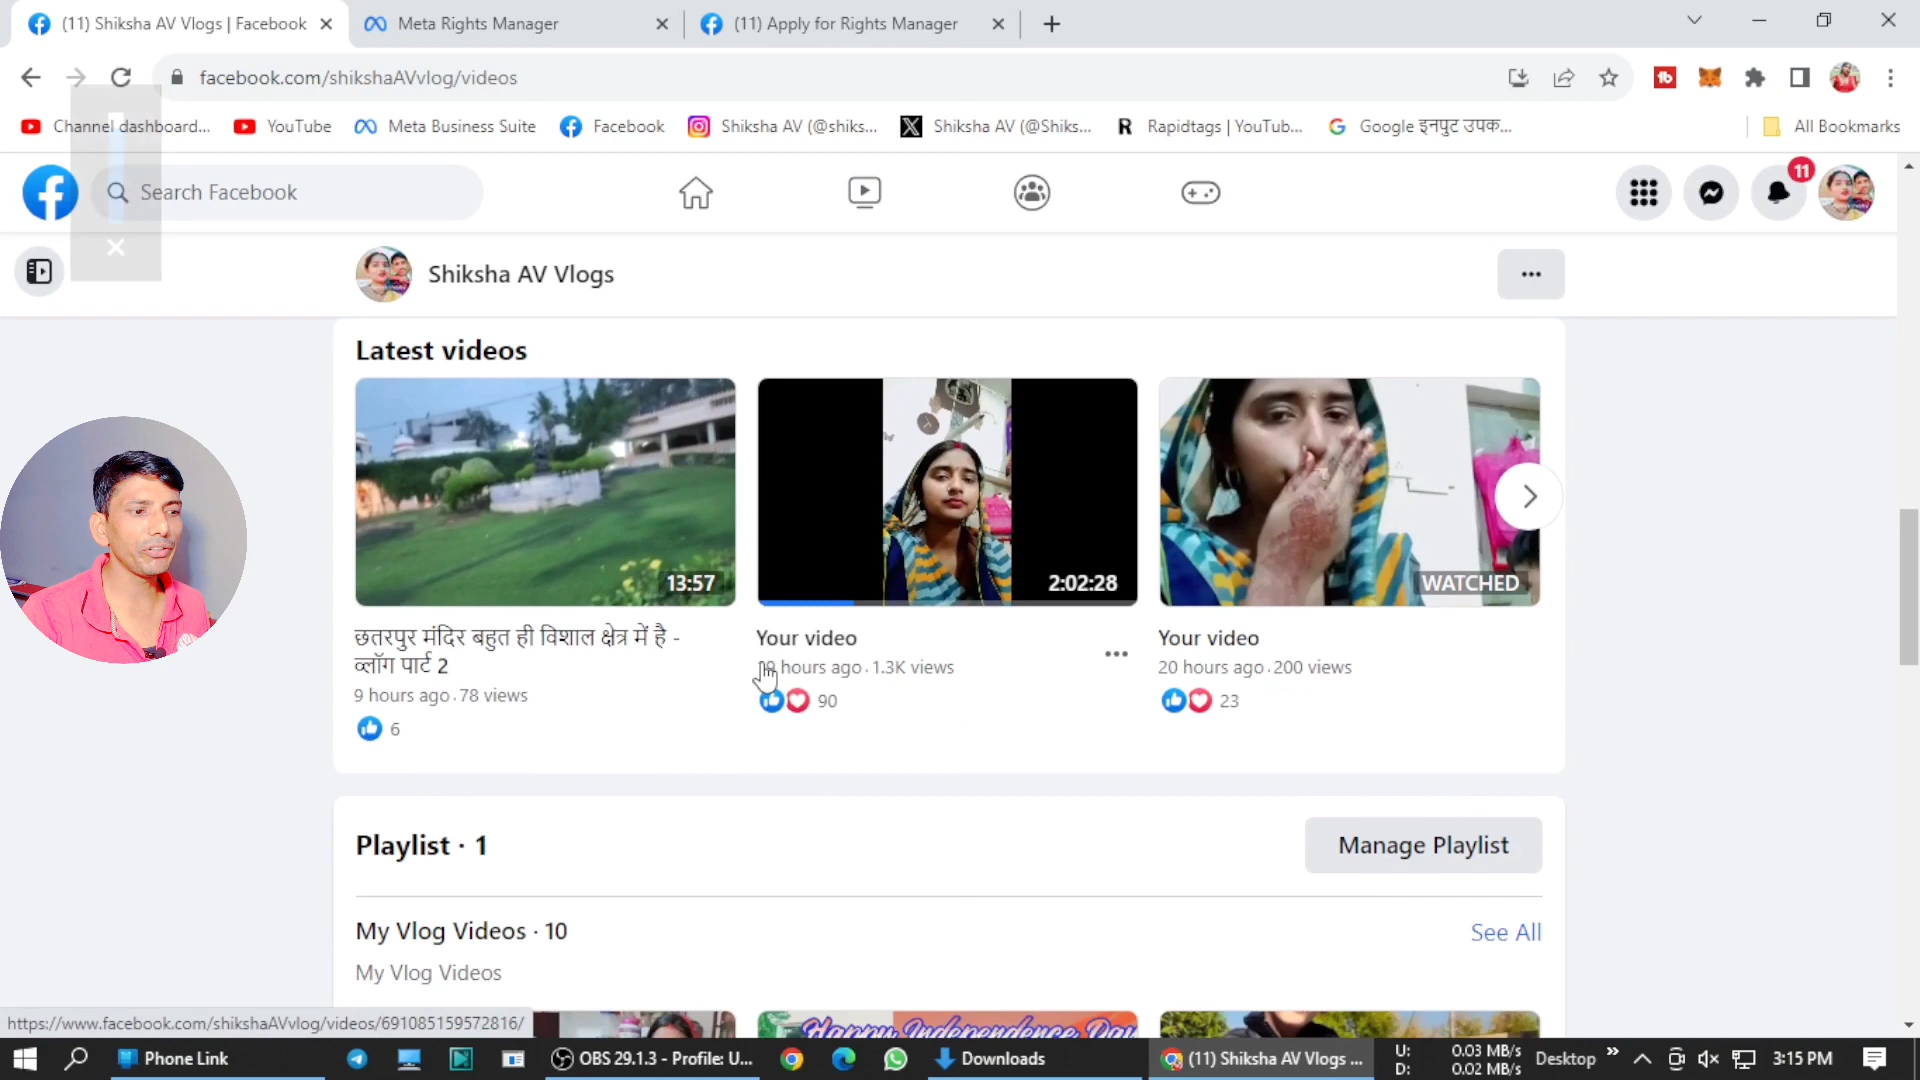 (11) Shiksha AV Vlogs | Facebook
Meta Rights Manager
(11) Apply for Rights Manager
facebook.com/shikshaAVvlog/videos
Channel dashboard...
YouTube
Meta Business Suite
Facebook
Shiksha AV (@shiks...
Shiksha AV (@Shiks...
Rapidtags | YouTub...
Google इनपुट उपक...
All Bookmarks
Search Facebook
11
Shiksha AV Vlogs
Latest videos
13:57
2:02:28
WATCHED
छतरपुर मंदिर बहुत ही विशाल क्षेत्र में है -
व्लॉग पार्ट 2
9 hours ago · 78 views
6
Your video
hours ago · 1.3K views
90
Your video
20 hours ago · 200 views
23
Playlist · 1
Manage Playlist
My Vlog Videos · 10
See All
My Vlog Videos
Happy Independence Day
https://www.facebook.com/shikshaAVvlog/videos/691085159572816/
Phone Link
OBS 29.1.3 - Profile: U...
Downloads
(11) Shiksha AV Vlogs ...
U: 0.03 MB/s
D: 0.02 MB/s
Desktop
3:15 PM